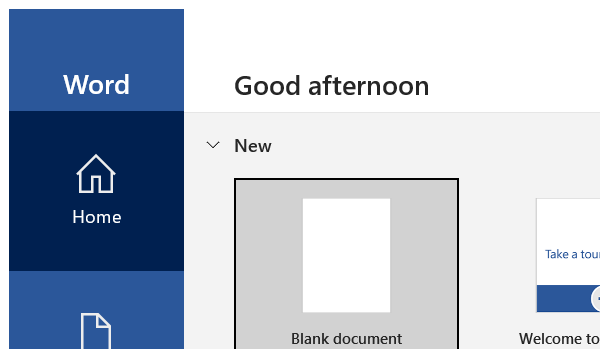 Word
Good afternoon
New
Home
Take a tour
Blank document
Welcome to